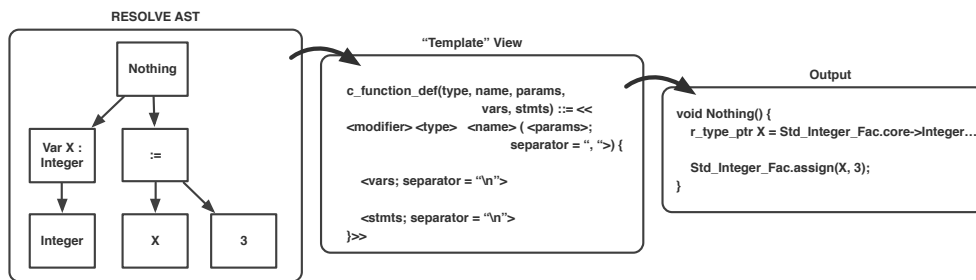 RESOLVE AST
Nothing
Var X :
Integer
:=
Integer
X
3
“Template” View
c_function_def(type, name, params,
vars, stmts) ::= <<
<modifier> <type> <name> ( <params>;
separator = “, “>) {
<vars; separator = “\n”>
<stmts; separator = “\n”>
}>>
Output
void Nothing() {
r_type_ptr X = Std_Integer_Fac.core->Integer...
Std_Integer_Fac.assign(X, 3);
}